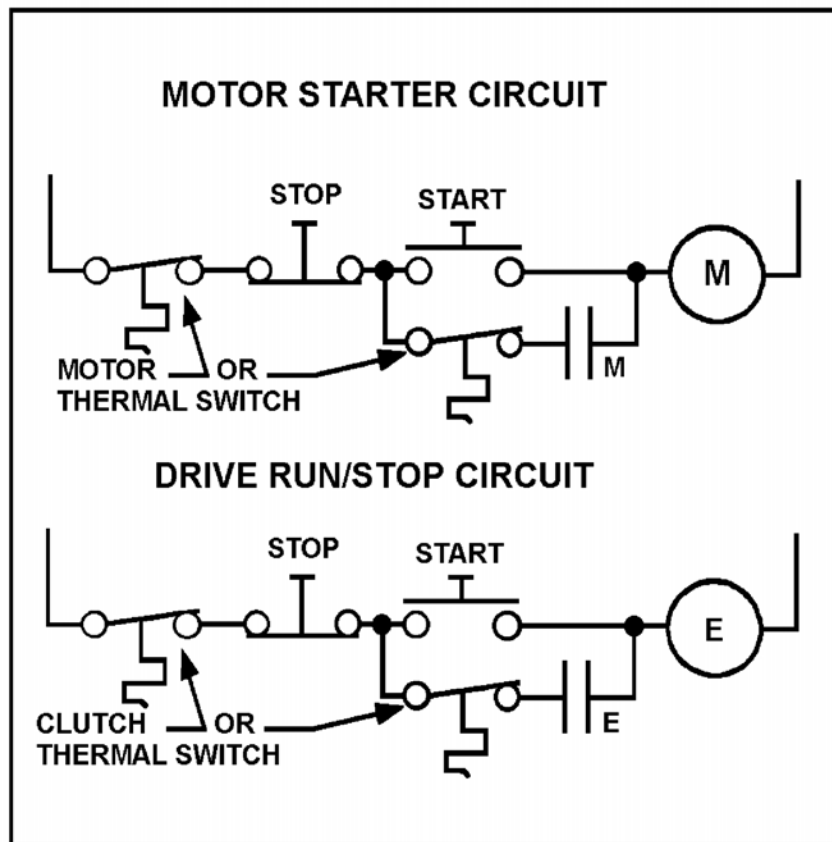 MOTOR STARTER CIRCUIT
STOP
START
M
MOTOR OR
THERMAL SWITCH
M
DRIVE RUN/STOP CIRCUIT
STOP
START
E
CLUTCH OR
THERMAL SWITCH
E